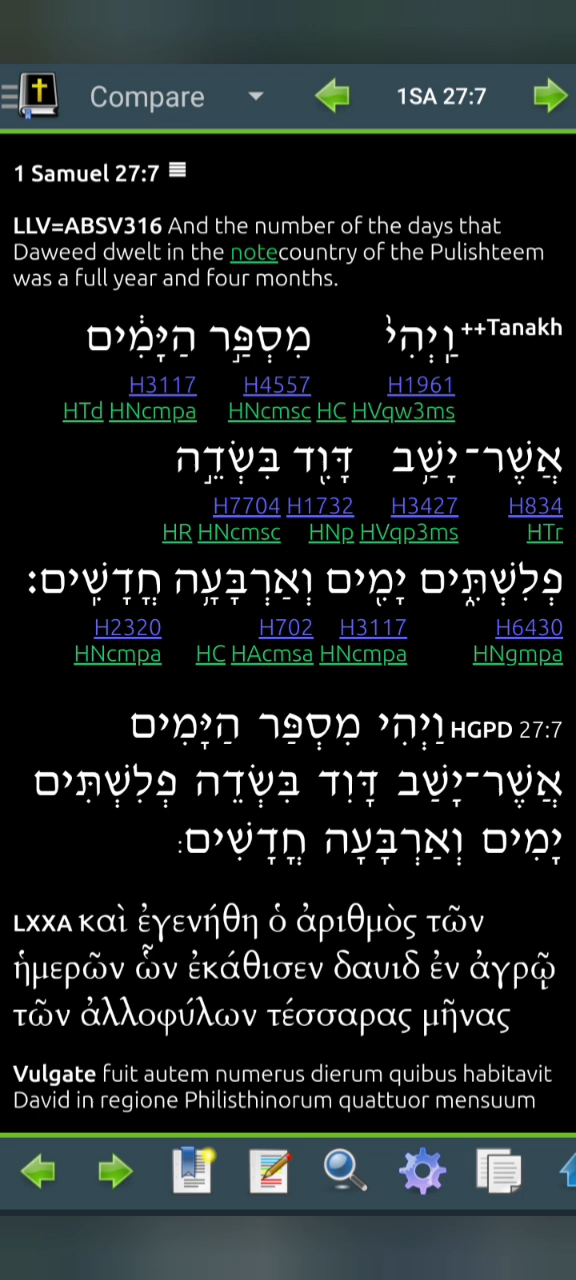 Compare
1SA 27:7
1 Samuel 27:7
LLV=ABSV316 And the number of the days that
Daweed dwelt in the notecountry of the Pulishteem
was a full year and four months.
++Tanakh וַֽיְהִי֙ מִסְפַּ֣ר הַיָּמִ֔ים
H3117 H4557 H1961
HTd HNcmpa HNcmsc HC HVqw3ms
אֲשֶׁר־יָשַׁ֥ב דָּוִ֖ד בִּשְׂדֵ֣ה
H7704 H1732 H3427 H834
HR HNcmsc HNp HVqp3ms HTr
פְלִשְׁתִּ֑ים יָמִ֖ים וְאַרְבָּעָ֥ה חֳדָשִֽׁים׃
H2320 H702 H3117 H6430
HNcmpa HC HAcmsa HNcmpa HNgmpa
HGPD 27:7 וַיְהִי מִסְפַּר הַיָּמִים
אֲשֶׁר־יָשַׁב דָּוִד בִּשְׂדֵה פְלִשְׁתִּים
יָמִים וְאַרְבָּעָה חֳדָשִׁים׃
LXXA καὶ ἐγενήθη ὁ ἀριθμὸς τῶν
ἡμερῶν ὧν ἐκάθισεν δαυιδ ἐν ἀγρῷ
τῶν ἀλλοφύλων τέσσαρας μῆνας
Vulgate fuit autem numerus dierum quibus habitavit
David in regione Philisthinorum quattuor mensuum